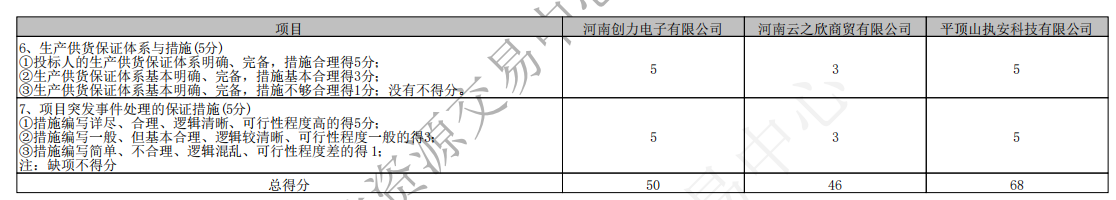 项目 河南创力电子有限公司 河南云之欣商贸有限公司 平顶山执安科技有限公司
6、生产供货保证体系与措施(5分)
①投标人的生产供货保证体系明确、完备，措施合理得5分；
②生产供货保证体系基本明确、完备，措施基本合理得3分；
③生产供货保证体系基本明确、完备，措施不够合理得1分；没有不得分。
5 3 5
7、项目突发事件处理的保证措施(5分)
①措施编写详尽、合理、逻辑清晰、可行性程度高的得5分；
②措施编写一般、但基本合理、逻辑较清晰、可行性程度一般的得3；
③措施编写简单、不合理、逻辑混乱、可行性程度差的得 1；
注：缺项不得分
5 3 5
总得分 50 46 68
资源交易中心
易中心